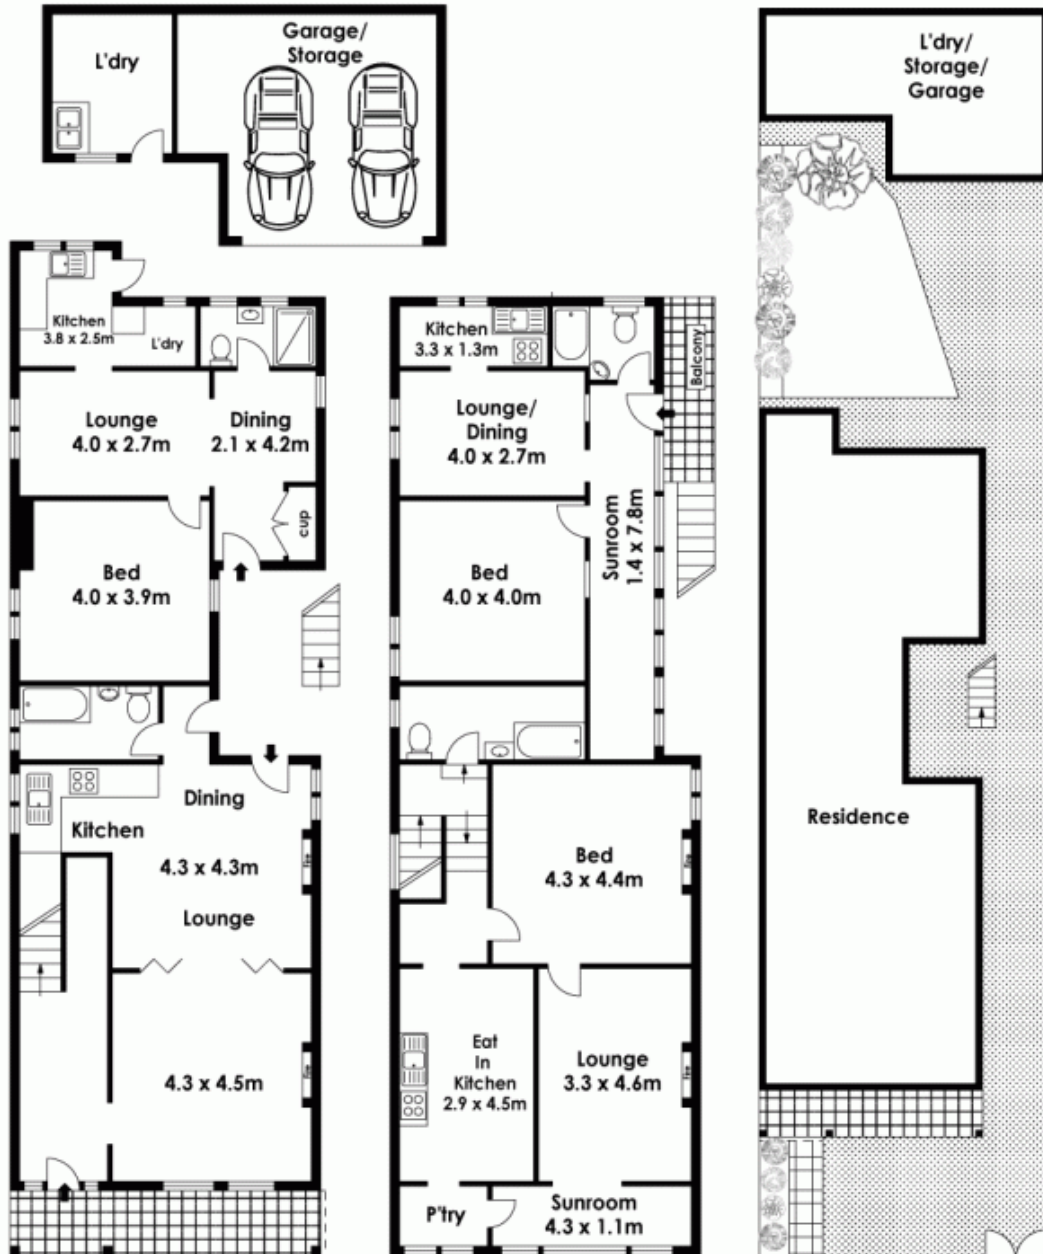 L'dry
Garage/
Storage
Kitchen
3.8 x 2.5m
L'dry
Lounge
4.0 x 2.7m
Dining
2.1 x 4.2m
cup
Bed
4.0 x 3.9m
Dining
Kitchen
4.3 x 4.3m
Lounge
Fire
4.3 x 4.5m
Fire
Kitchen
3.3 x 1.3m
Balcony
Lounge/
Dining
4.0 x 2.7m
Sunroom
1.4 x 7.8m
Bed
4.0 x 4.0m
Bed
4.3 x 4.4m
Fire
Eat
In
Kitchen
2.9 x 4.5m
Lounge
3.3 x 4.6m
Fire
P'try
Sunroom
4.3 x 1.1m
L'dry/
Storage/
Garage
Residence